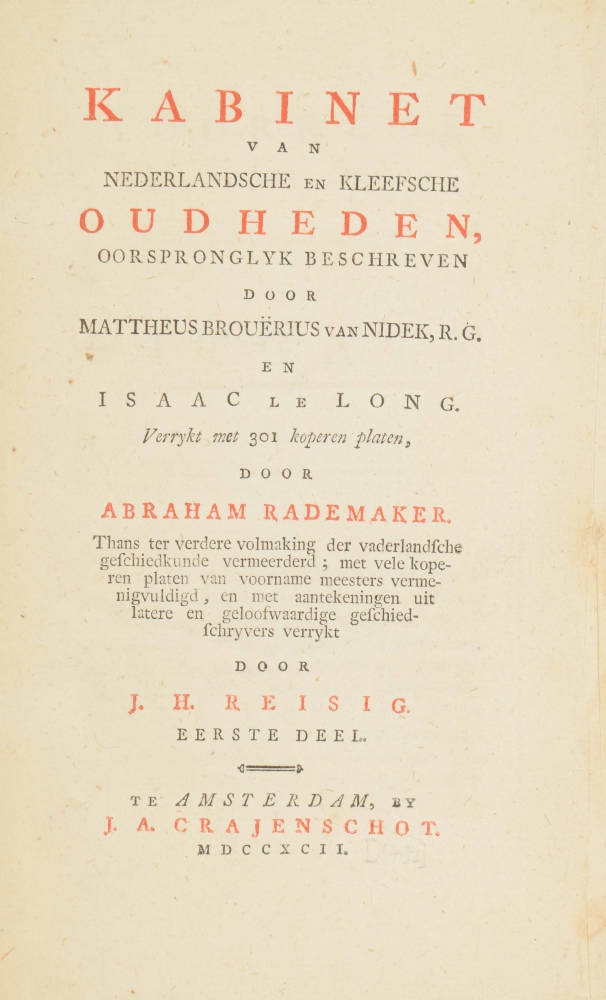 KABINET
VAN
NEDERLANDSCHE EN KLEEFSCHE
OUDHEDEN,
OORSPRONGLYK BESCHREVEN
DOOR
MATTHEUS BROUËRIUS VAN NIDEK, R. G.
EN
ISAAC LE LONG.
Verrykt met 301 koperen platen,
DOOR
ABRAHAM RADEMAKER.
Thans ter verdere volmaking der vaderlandſche
geſchiedkunde vermeerderd ; met vele kope-
ren platen van voorname meesters verme-
nigvuldigd, en met aantekeningen uit
latere en geloofwaardige geſchied-
ſchryvers verrykt
DOOR
J. H. REISIG.
EERSTE DEEL.
TE AMSTERDAM, BY
J. A. CRAJENSCHOT.
MDCCXCII.